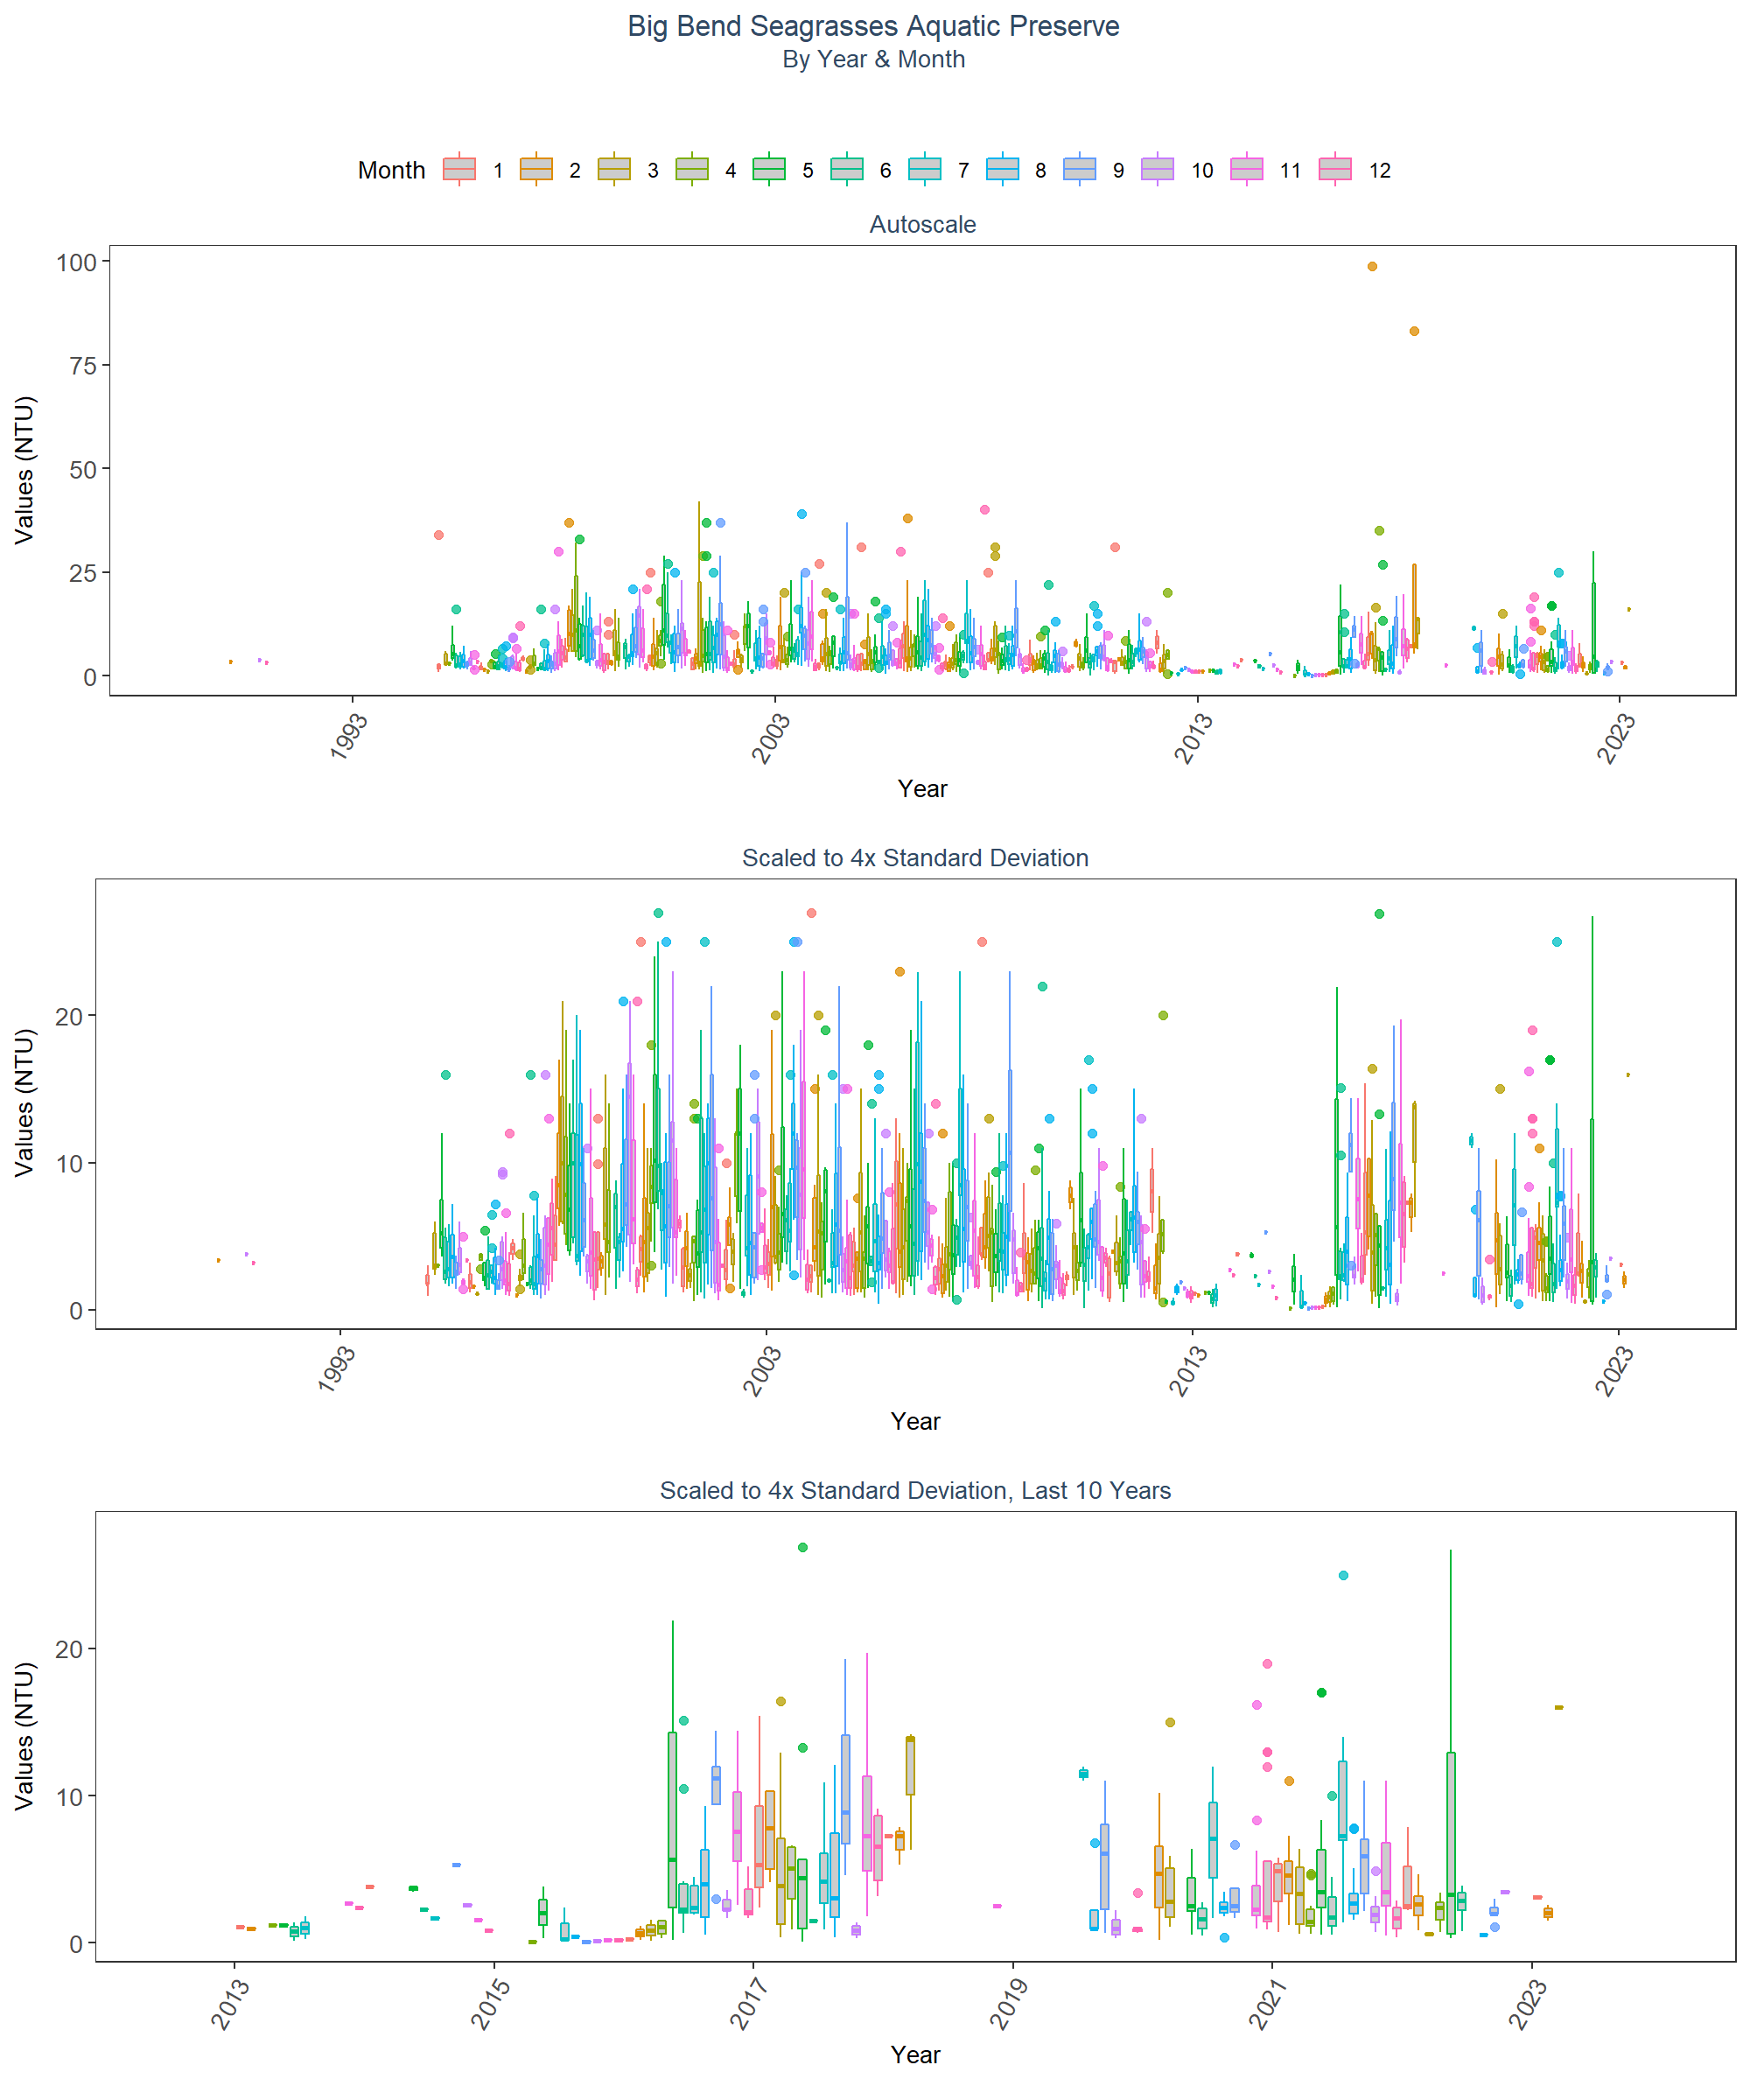 Big Bend Seagrasses Aquatic Preserve
By Year & Month
Month 1 2 3 4 5 6 7 8 9 10 11 12
Autoscale
Values (NTU)
100
75
50
25
0
1993 2003 2013 2023
Year
Scaled to 4x Standard Deviation
Values (NTU)
20
10
0
1993 2003 2013 2023
Year
Scaled to 4x Standard Deviation, Last 10 Years
Values (NTU)
20
10
0
2013 2015 2017 2019 2021 2023
Year